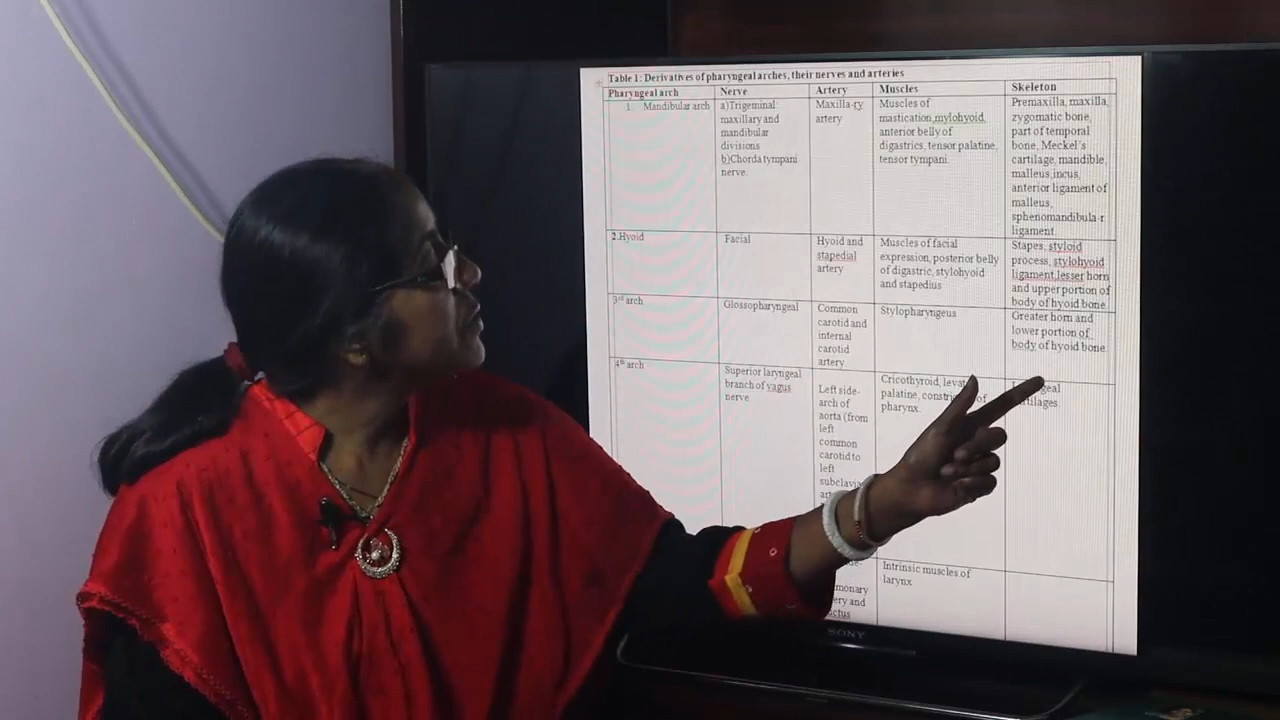 Table 1: Derivatives of pharyngeal arches, their nerves and arteries
Pharyngeal arch
Nerve
Artery
Muscles
Skeleton
1. Mandibular arch
a)Trigeminal
maxillary and
mandibular
divisions
b)Chorda tympani
nerve.
Maxilla-ry
artery
Muscles of
mastication,mylohyoid,
anterior belly of
digastrics, tensor palatine,
tensor tympani.
Premaxilla, maxilla,
zygomatic bone,
part of temporal
bone, Meckel's
cartilage, mandible,
malleus,incus,
anterior ligament of
malleus,
sphenomandibula-r
ligament.
2.Hyoid
Facial
Hyoid and
stapedial
artery
Muscles of facial
expression, posterior belly
of digastric, stylohyoid
and stapedius
Stapes, styloid
process, stylohyoid
ligament,lesser horn
and upper portion of
body of hyoid bone.
3rd arch
Glossopharyngeal
Common
carotid and
internal
carotid
artery
Stylopharyngeus
Greater horn and
lower portion of
body of hyoid bone.
4th arch
Superior laryngeal
branch of vagus
nerve
Left side-
arch of
aorta (from
left
common
carotid to
left
Cricothyroid,
palatine, of
pharynx.
Intrinsic muscles of
larynx
and
SONY